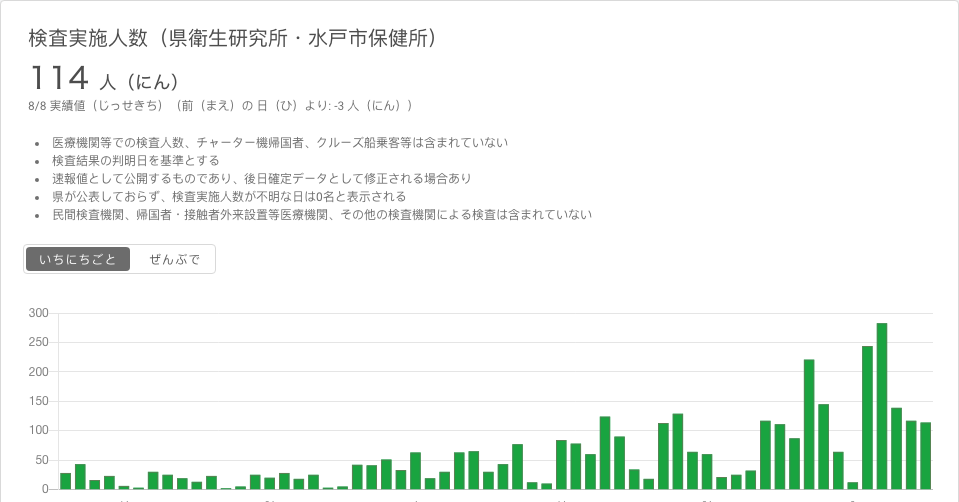 検査実施人数（県衛生研究所・水戸市保健所）
114 人（にん）
8/8 実績値（じっせきち）（前（まえ）の 日（ひ）より: -3 人（にん））
医療機関等での検査人数、チャーター機帰国者、クルーズ船乗客等は含まれていない
検査結果の判明日を基準とする
速報値として公開するものであり、後日確定データとして修正される場合あり
県が公表しておらず、検査実施人数が不明な日は0名と表示される
民間検査機関、帰国者・接触者外来設置等医療機関、その他の検査機関による検査は含まれていない
いちにちごと ぜんぶで
300
250
200
150
100
50
0